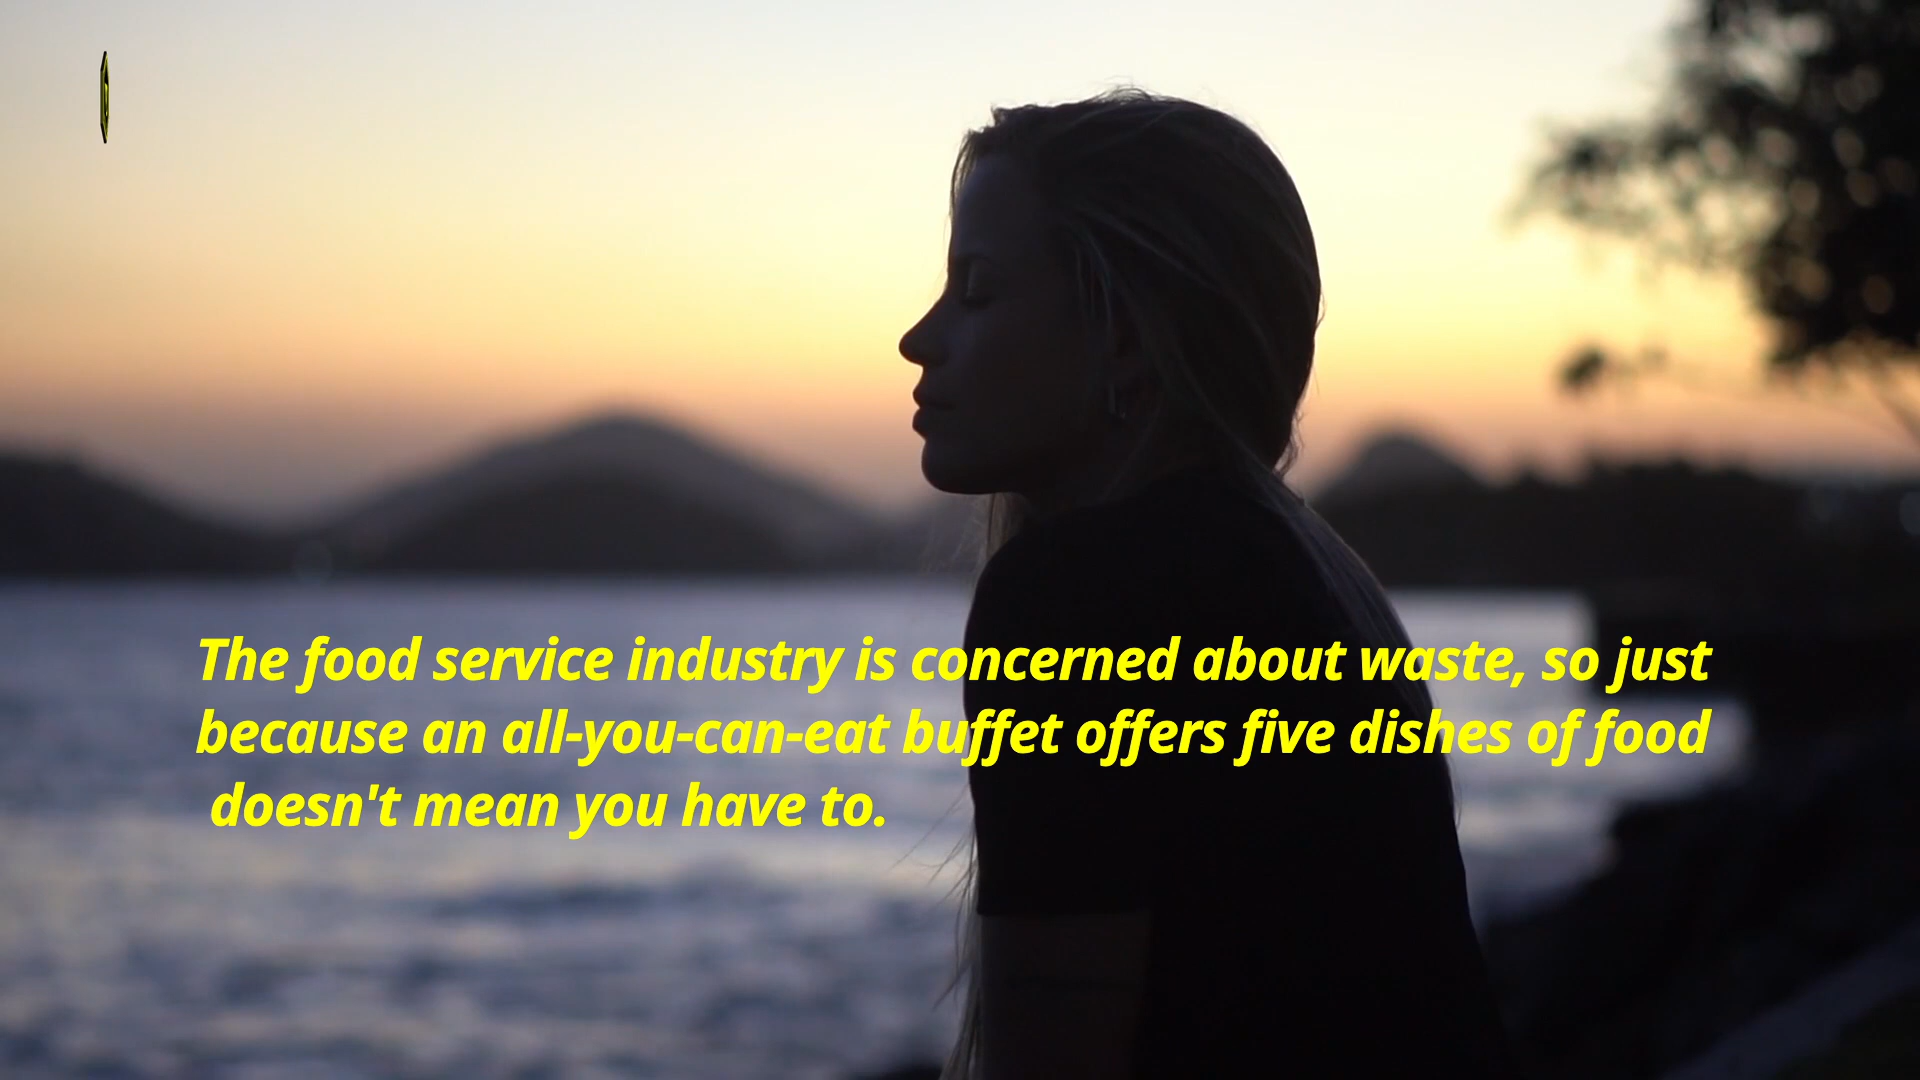 The food service industry is concerned about waste, so just
because an all-you-can-eat buffet offers five dishes of food
doesn't mean you have to.